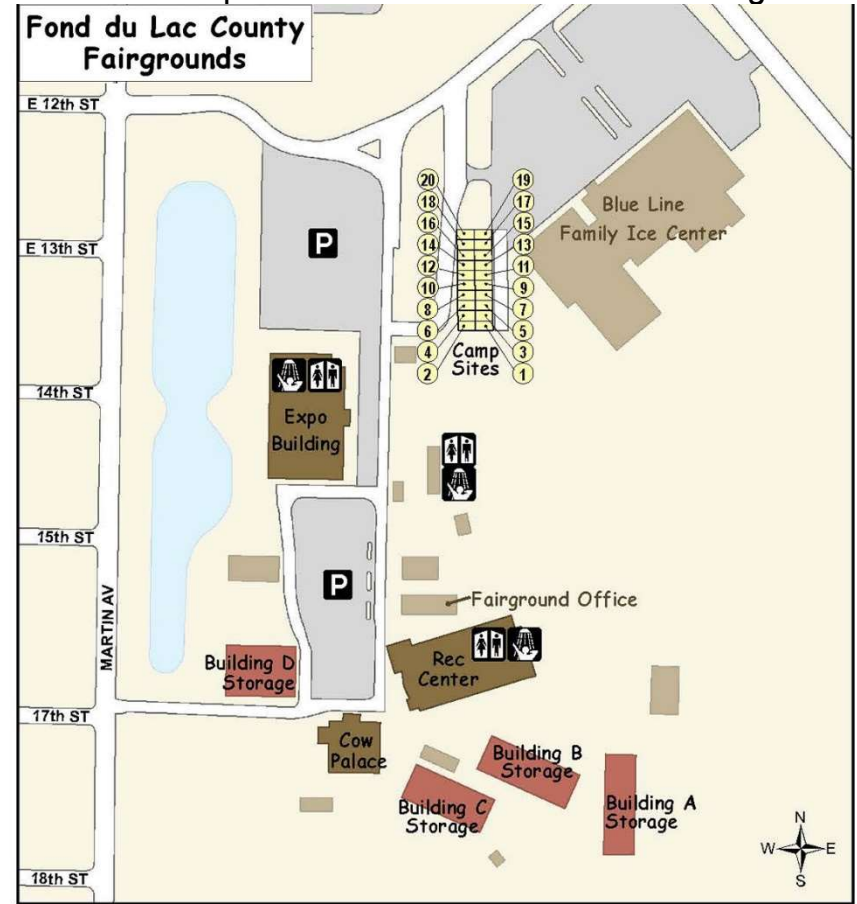 Fond du Lac County
Fairgrounds
E 12th ST
E 13th ST
14th ST
15th ST
17th ST
18th ST
MARTIN AV
P
20
18
16
14
12
10
8
6
4
2
19
17
15
13
11
9
7
5
3
1
Camp
Sites
Blue Line
Family Ice Center
Expo
Building
P
Fairground Office
Rec
Center
Building D
Storage
Cow
Palace
Building B
Storage
Building C
Storage
Building A
Storage
N
W
E
S